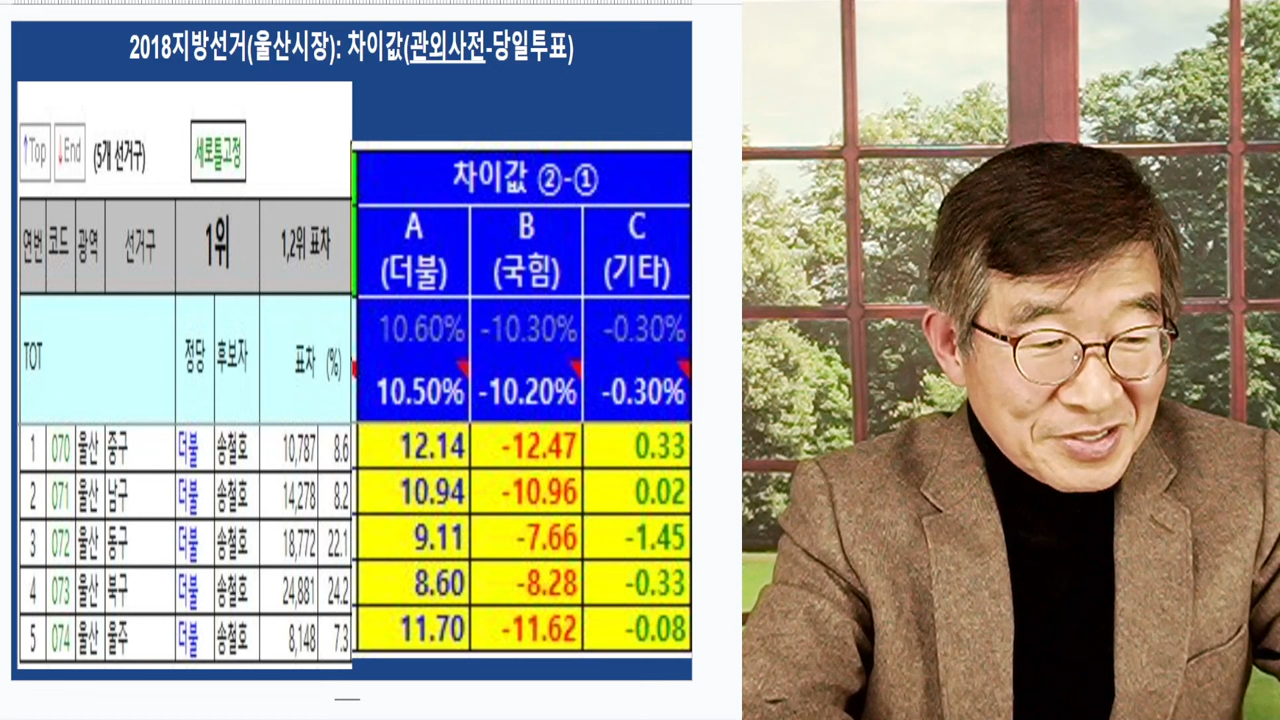 2018지방선거(울산시장): 차이값(관외사전-당일투표)
↑Top ↓End (5개 선거구) 세로틀고정
연번 코드 광역 선거구 1위 1,2위 표차
TOT 정당 후보자 표차 (%)
1 070 울산 중구 더불 송철호 10,787 8.6
2 071 울산 남구 더불 송철호 14,278 8.2
3 072 울산 동구 더불 송철호 18,772 22.1
4 073 울산 북구 더불 송철호 24,881 24.2
5 074 울산 울주 더불 송철호 8,148 7.3
차이값 ②-①
A B C
(더불) (국힘) (기타)
10.60% -10.30% -0.30%
10.50% -10.20% -0.30%
12.14 -12.47 0.33
10.94 -10.96 0.02
9.11 -7.66 -1.45
8.60 -8.28 -0.33
11.70 -11.62 -0.08